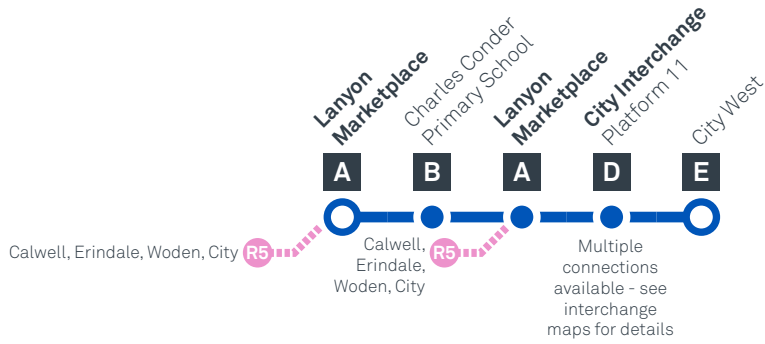 Lanyon
Marketplace
Charles Conder
Primary School
Lanyon
Marketplace
City Interchange
Platform 11
City West
A
B
A
D
E
Calwell, Erindale, Woden, City
R5
Calwell,
Erindale,
Woden, City
R5
Multiple
connections
available - see
interchange
maps for details